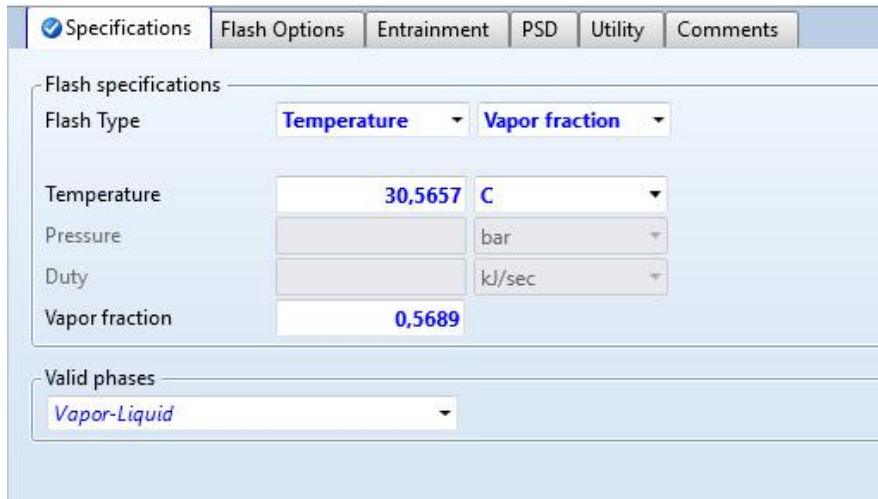 Specifications Flash Options Entrainment PSD Utility Comments
Flash specifications
Flash Type Temperature Vapor fraction
Temperature 30,5657 C
Pressure bar
Duty kJ/sec
Vapor fraction 0,5689
Valid phases
Vapor-Liquid